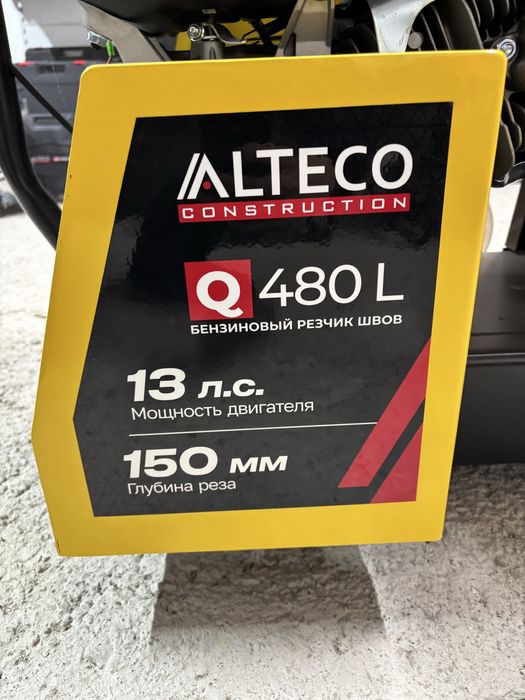 ALTECO
CONSTRUCTION
Q 480 L
БЕНЗИНОВЫЙ РЕЗЧИК ШВОВ
13 л.с.
Мощность двигателя
150 мм
Глубина реза